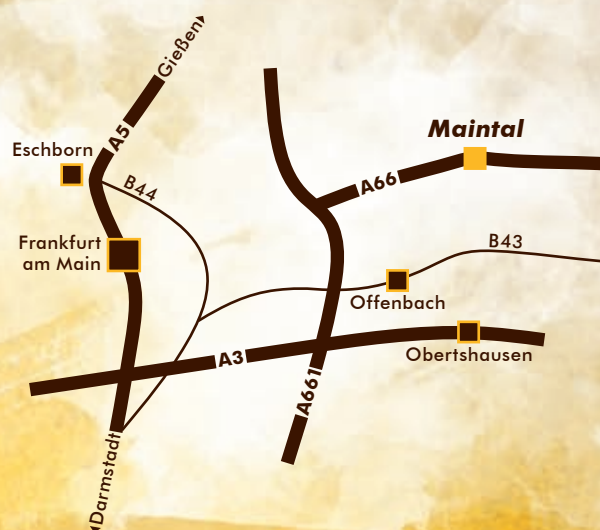 Gießen
Maintal
A5
Eschborn
B44
A66
Frankfurt
am Main
B43
Offenbach
A3
Obertshausen
A661
Darmstadt